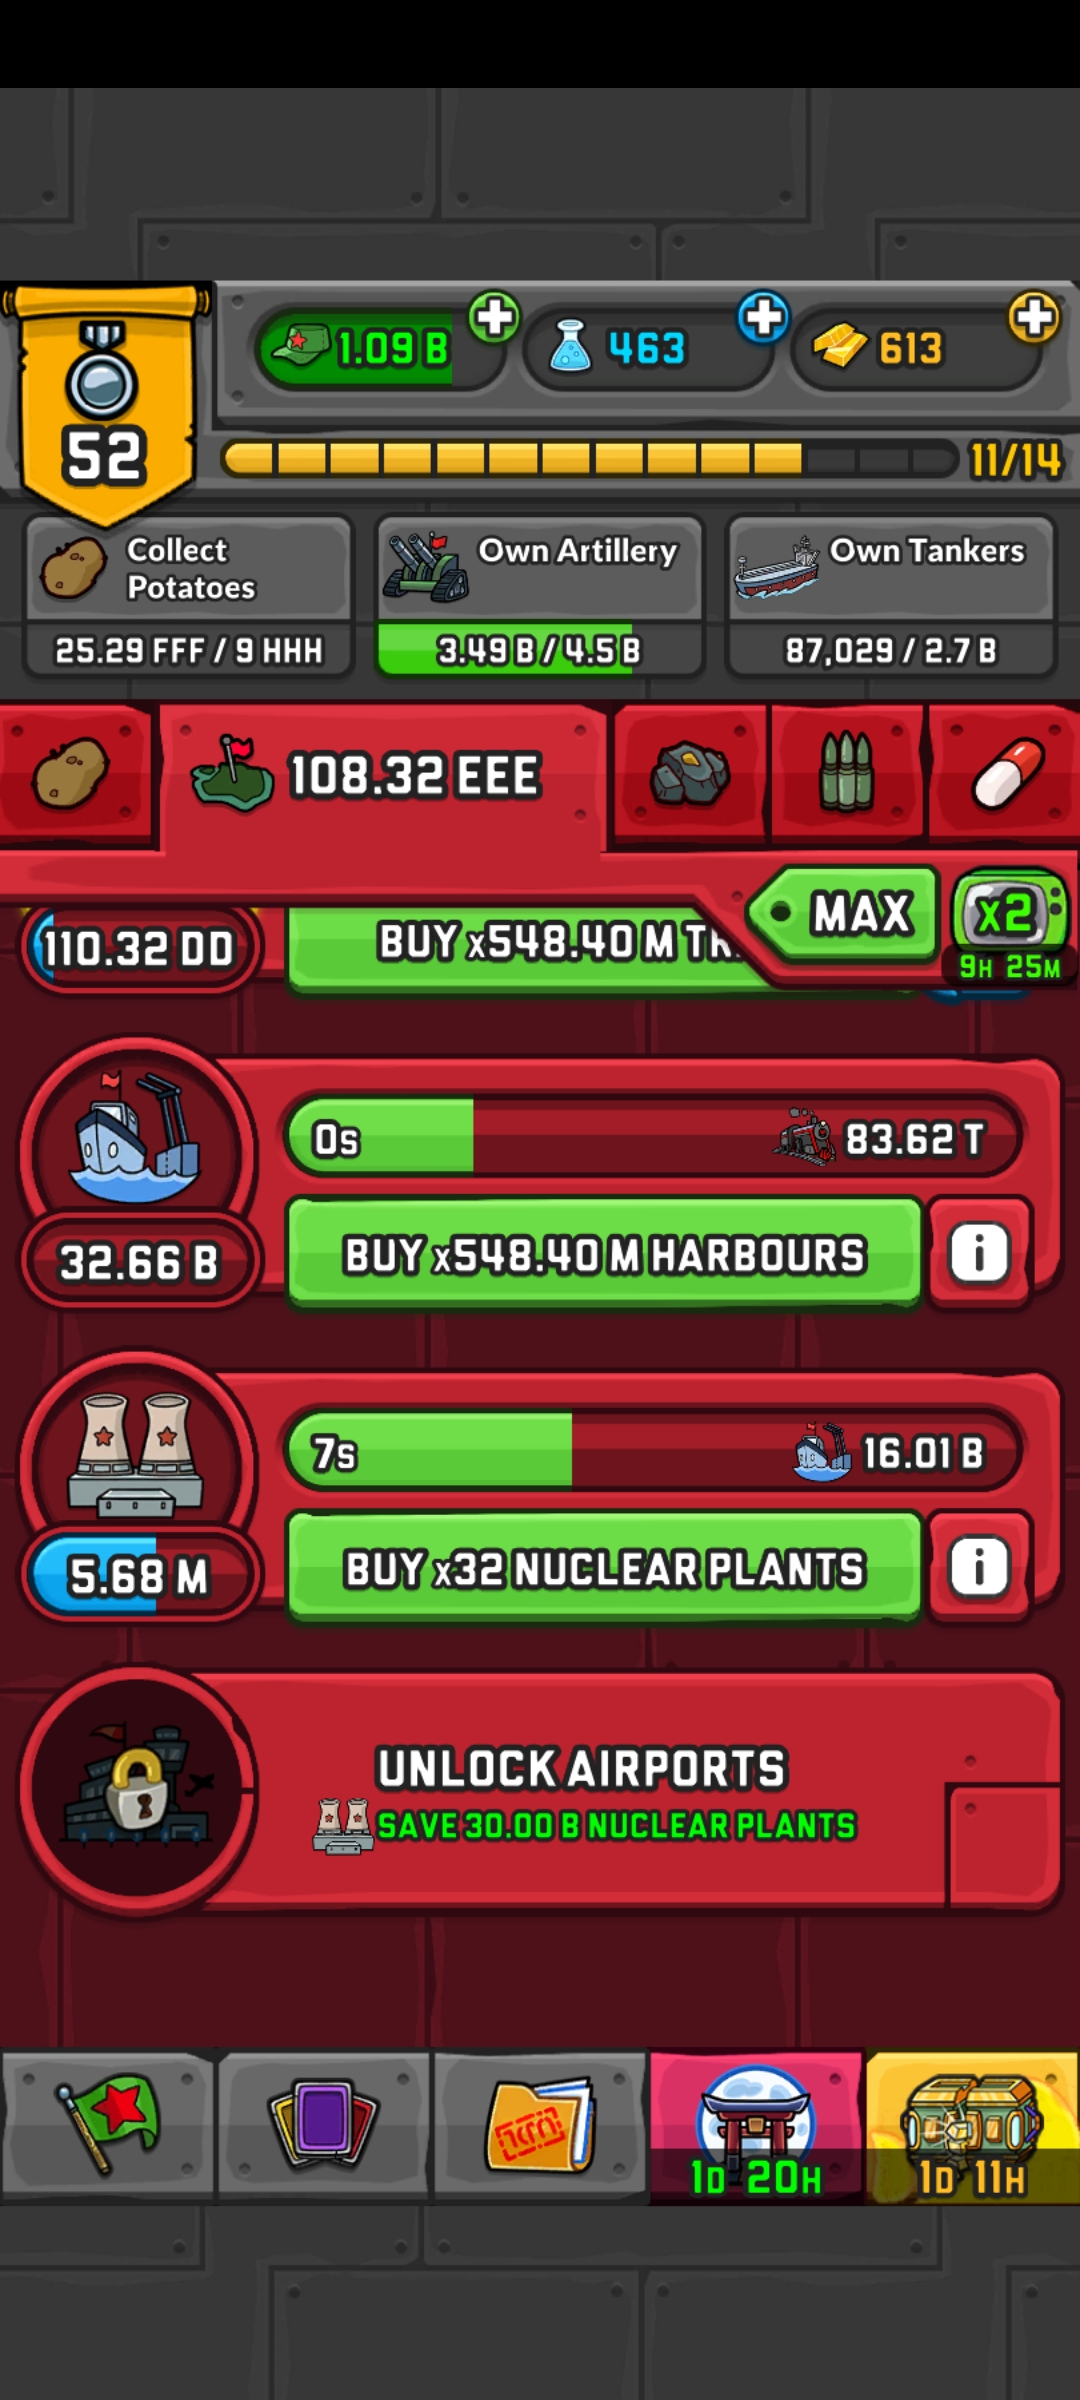 1.09 B
463
613
52
11/14
Collect
Potatoes
25.29 FFF / 9 HHH
Own Artillery
3.49 B / 4.5 B
Own Tankers
87,029 / 2.7 B
108.32 EEE
MAX
x2
9H 25M
110.32 DD
BUY x548.40 M TR
0s
83.62 T
32.66 B
BUY x548.40 M HARBOURS
i
7s
16.01 B
5.68 M
BUY x32 NUCLEAR PLANTS
i
UNLOCK AIRPORTS
SAVE 30.00 B NUCLEAR PLANTS
1D 20H
1D 11H